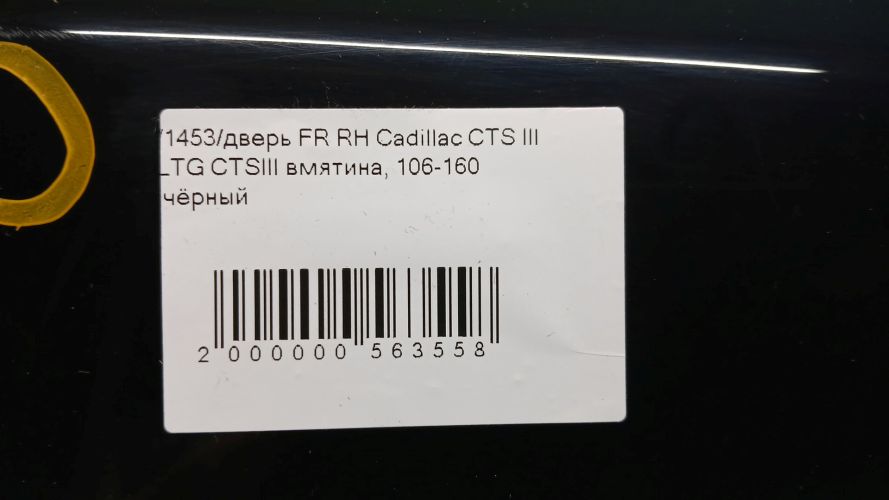 /1453/дверь FR RH Cadillac CTS III
LTG CTSIII вмятина, 106-160
чёрный
2 000000 563558